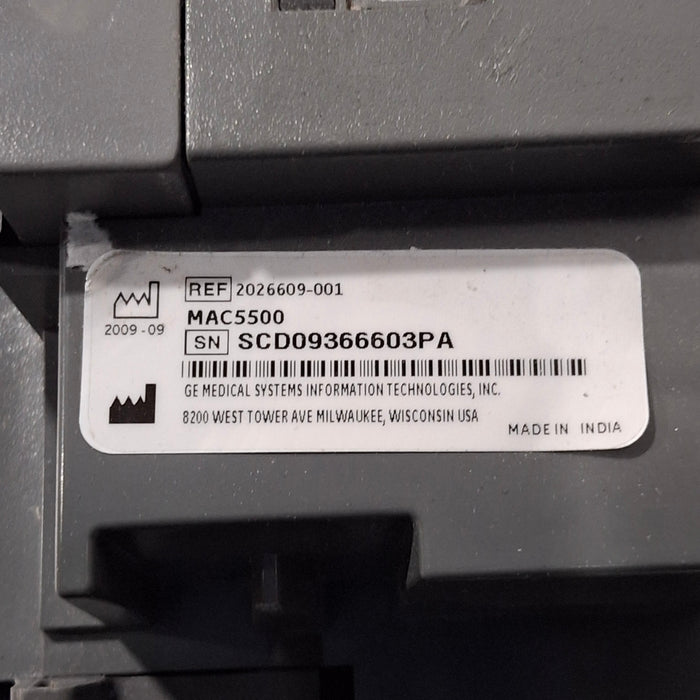 REF 2026609-001
2009-09
MAC5500
SN SCD09366603PA
GE MEDICAL SYSTEMS INFORMATION TECHNOLOGIES, INC.
8200 WEST TOWER AVE MILWAUKEE, WISCONSIN USA
MADE IN INDIA